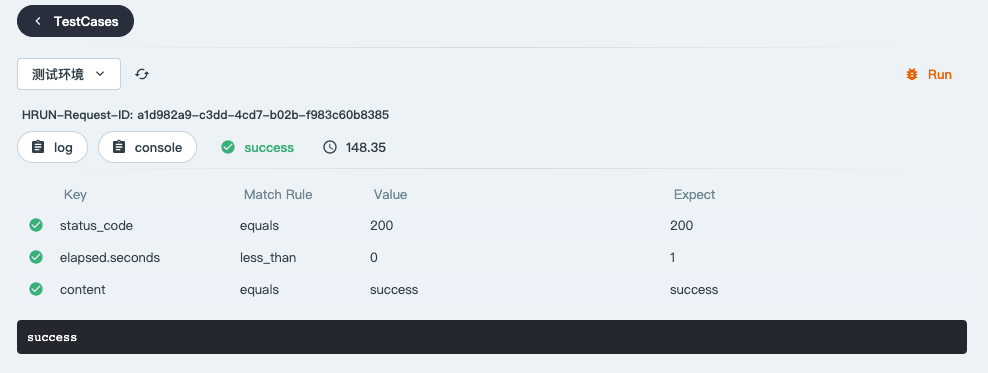 TestCases
测试环境
Run
HRUN-Request-ID: a1d982a9-c3dd-4cd7-b02b-f983c60b8385
log console success 148.35
Key Match Rule Value Expect
status_code equals 200 200
elapsed.seconds less_than 0 1
content equals success success
success